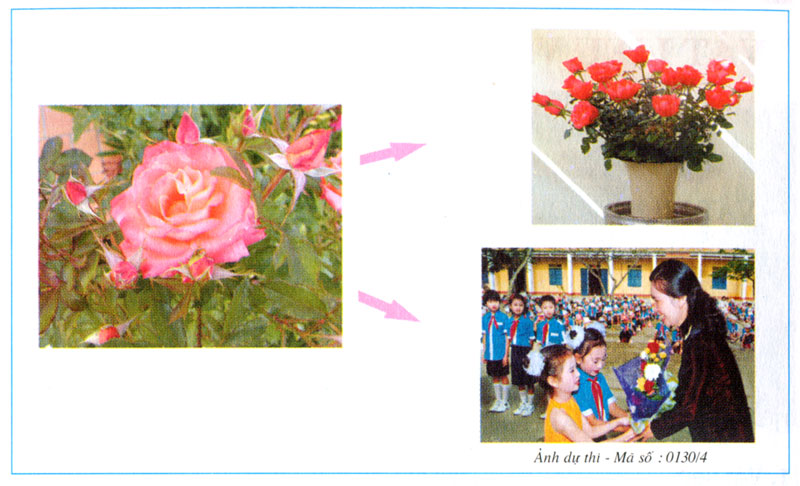 Ảnh dự thi - Mã số : 0130/4